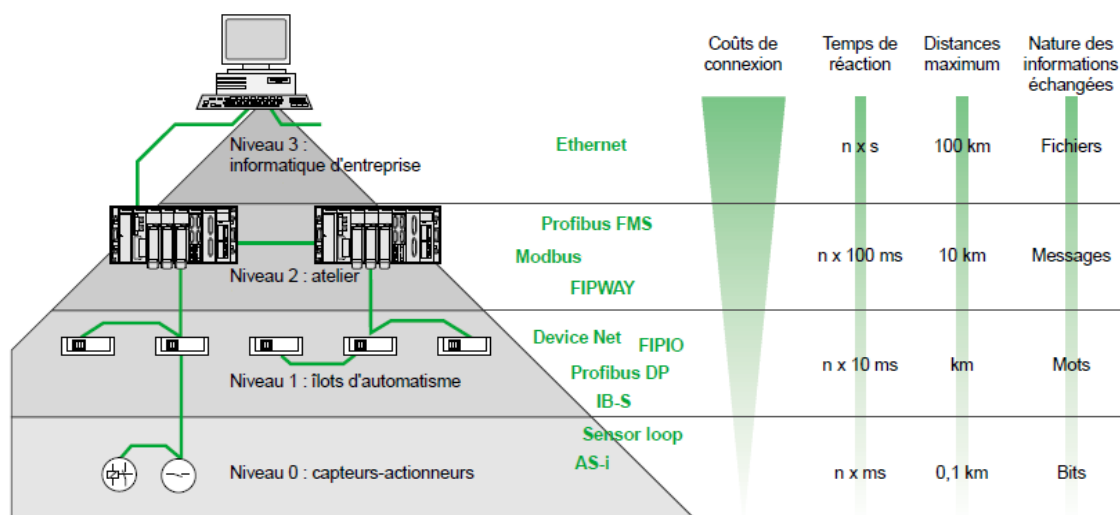 Coûts de connexion
Temps de réaction
Distances maximum
Nature des informations échangées
Niveau 3 :
informatique d'entreprise
Ethernet
n x s
100 km
Fichiers
Profibus FMS
Modbus
FIPWAY
Niveau 2 : atelier
n x 100 ms
10 km
Messages
Device Net
FIPIO
Profibus DP
IB-S
Niveau 1 : îlots d'automatisme
n x 10 ms
km
Mots
Sensor loop
AS-i
Niveau 0 : capteurs-actionneurs
n x ms
0,1 km
Bits